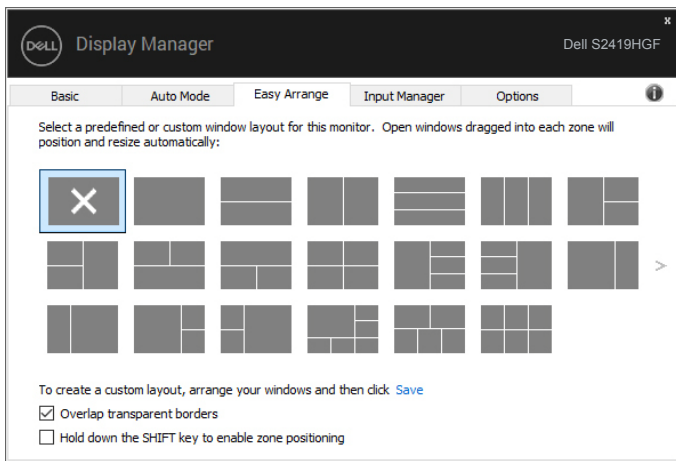 x
DELL
Display Manager
Dell S2419HGF
Basic
Auto Mode
Easy Arrange
Input Manager
Options
i
Select a predefined or custom window layout for this monitor. Open windows dragged into each zone will
position and resize automatically:
>
To create a custom layout, arrange your windows and then click Save
Overlap transparent borders
Hold down the SHIFT key to enable zone positioning